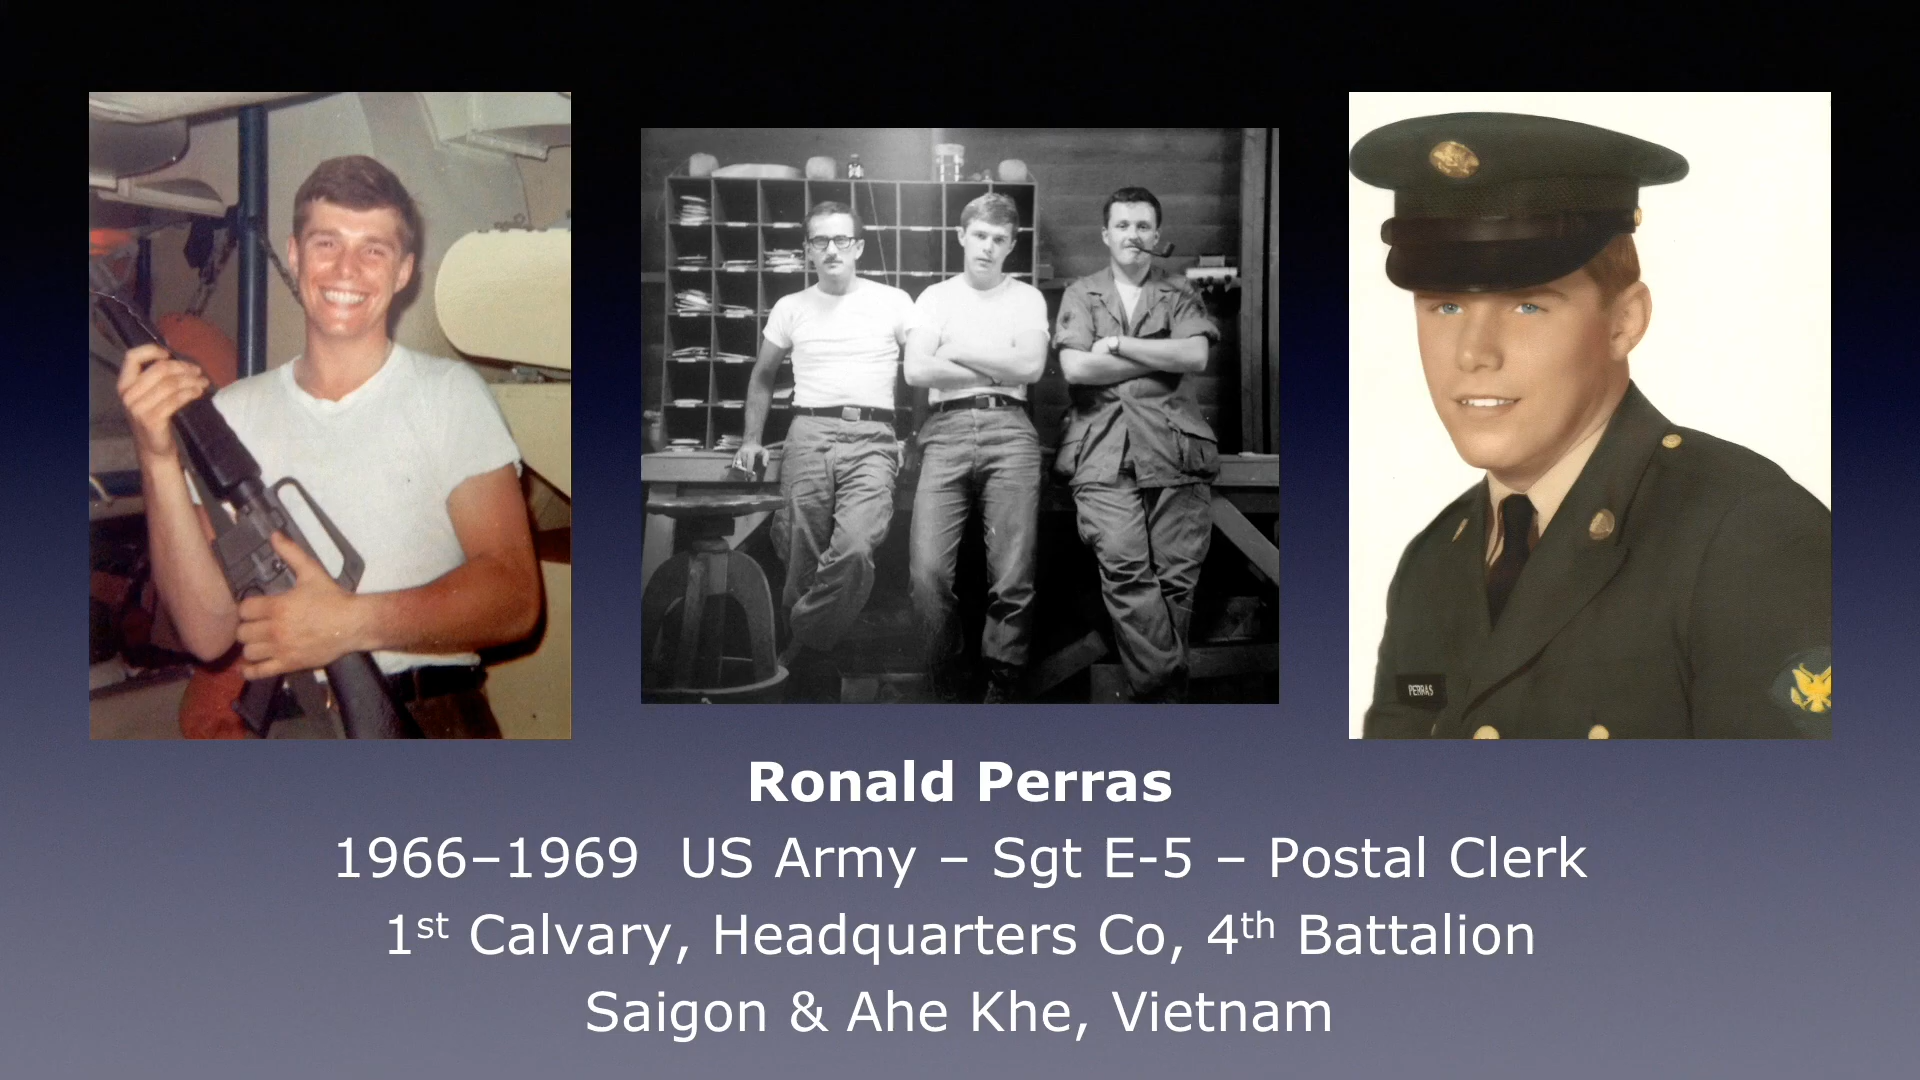 PERRAS
Ronald Perras
1966–1969  US Army – Sgt E-5 – Postal Clerk
1st Calvary, Headquarters Co, 4th Battalion
Saigon & Ahe Khe, Vietnam